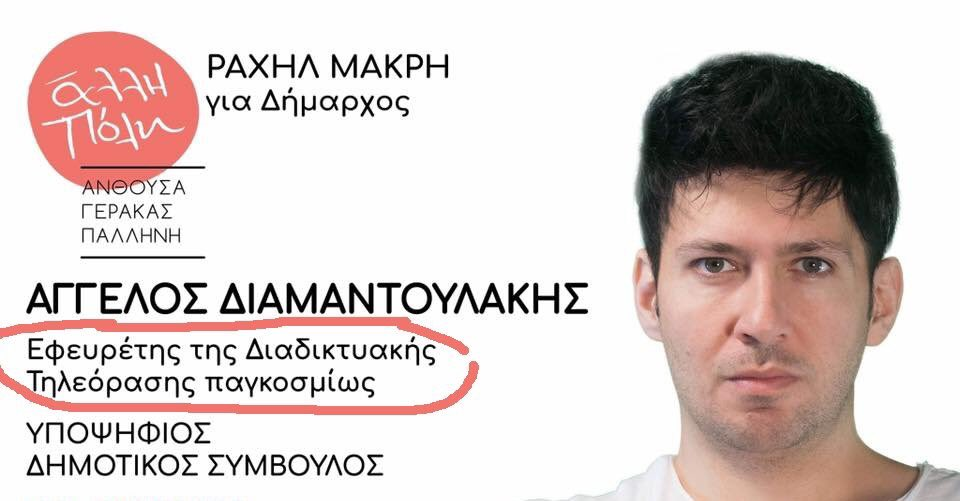 άλλη
Πόλη
ΡΑΧΗΛ ΜΑΚΡΗ
για Δήμαρχος
ΑΝΘΟΥΣΑ
ΓΕΡΑΚΑΣ
ΠΑΛΛΗΝΗ
ΑΓΓΕΛΟΣ ΔΙΑΜΑΝΤΟΥΛΑΚΗΣ
Εφευρέτης της Διαδικτυακής
Τηλεόρασης παγκοσμίως
ΥΠΟΨΗΦΙΟΣ
ΔΗΜΟΤΙΚΟΣ ΣΥΜΒΟΥΛΟΣ